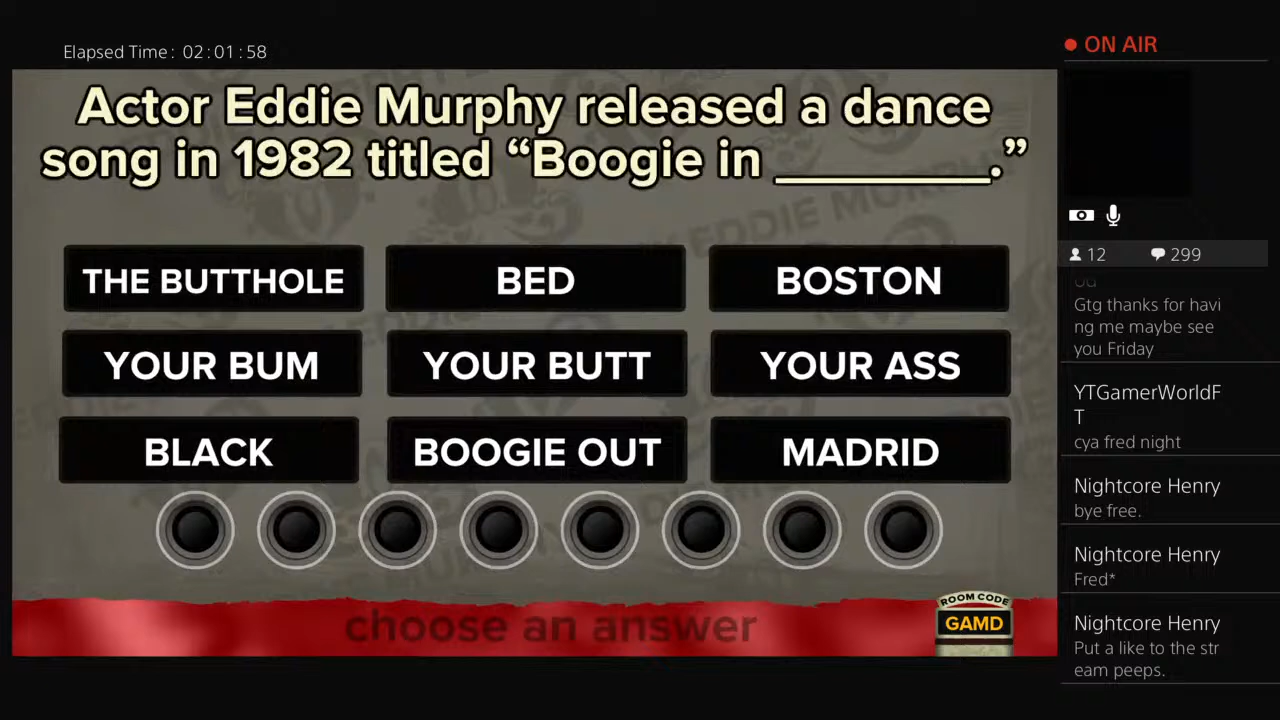 Elapsed Time: 02:01:58
ON AIR
Actor Eddie Murphy released a dance
song in 1982 titled “Boogie in ________.”
THE BUTTHOLE
BED
BOSTON
YOUR BUM
YOUR BUTT
YOUR ASS
BLACK
BOOGIE OUT
MADRID
choose an answer
ROOM CODE
GAMD
12
299
Gtg thanks for havi
ng me maybe see
you Friday
YTGamerWorldF
T
cya fred night
Nightcore Henry
bye free.
Nightcore Henry
Fred*
Nightcore Henry
Put a like to the str
eam peeps.